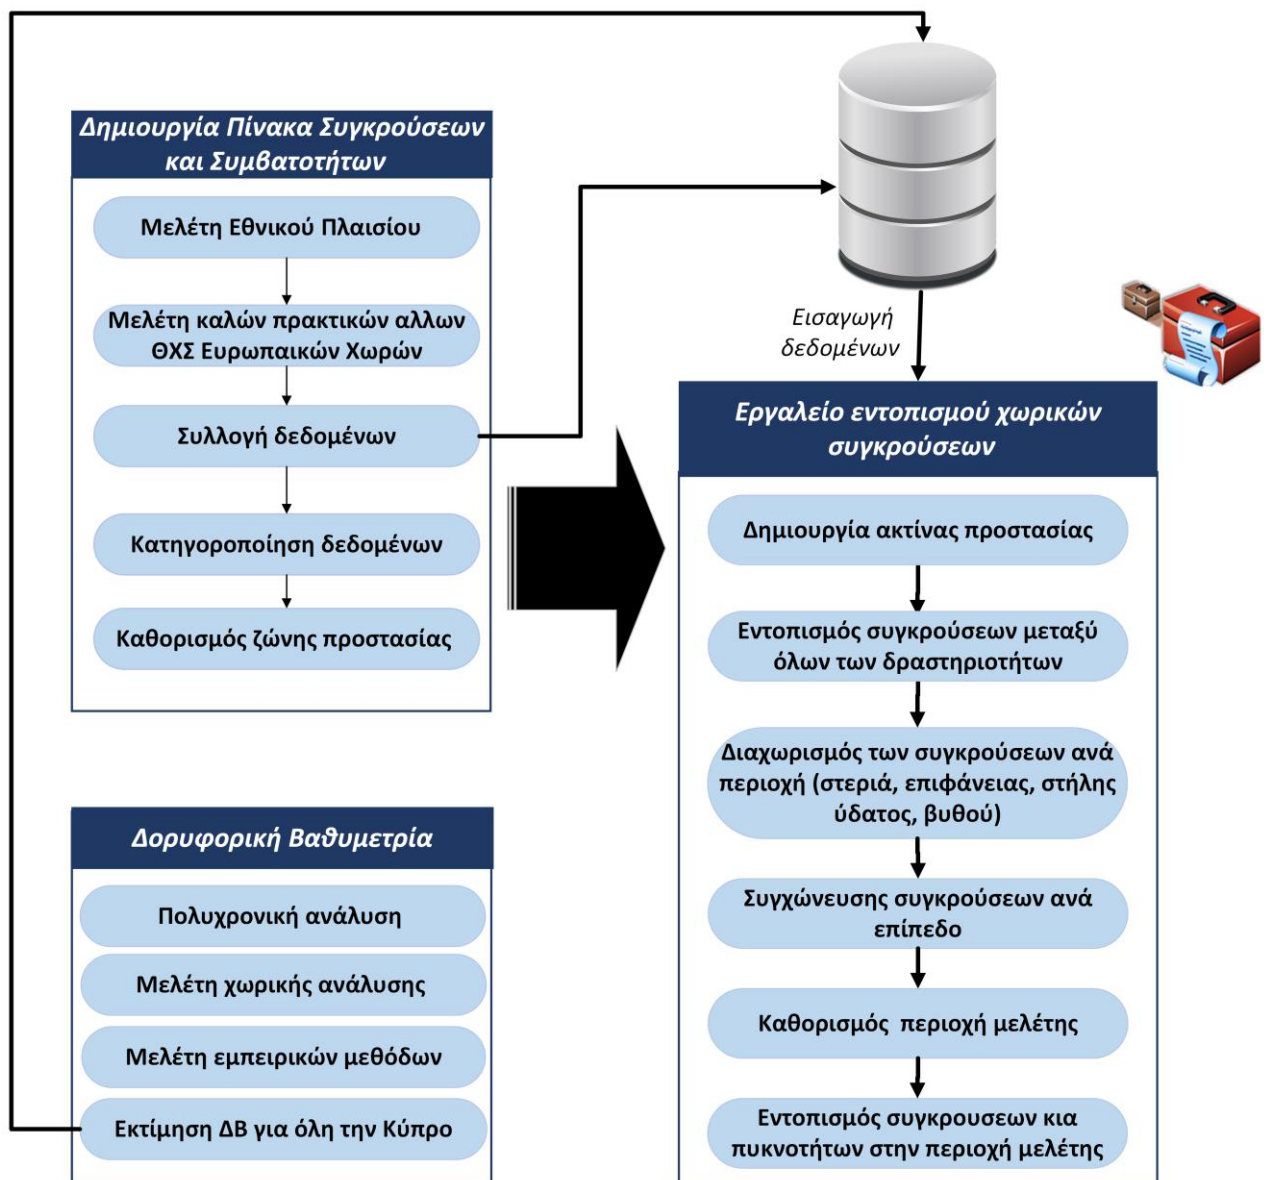 Δημιουργία Πίνακα Συγκρούσεων
και Συμβατοτήτων
Μελέτη Εθνικού Πλαισίου
Μελέτη καλών πρακτικών αλλων
ΘΧΣ Ευρωπαικών Χωρών
Συλλογή δεδομένων
Κατηγοροποίηση δεδομένων
Καθορισμός ζώνης προστασίας
Δορυφορική Βαθυμετρία
Πολυχρονική ανάλυση
Μελέτη χωρικής ανάλυσης
Μελέτη εμπειρικών μεθόδων
Εκτίμηση ΔΒ για όλη την Κύπρο
Εισαγωγή
δεδομένων
Εργαλείο εντοπισμού χωρικών
συγκρούσεων
Δημιουργία ακτίνας προστασίας
Εντοπισμός συγκρούσεων μεταξύ
όλων των δραστηριοτήτων
Διαχωρισμός των συγκρούσεων ανά
περιοχή (στεριά, επιφάνειας, στήλης
ύδατος, βυθού)
Συγχώνευσης συγκρούσεων ανά
επίπεδο
Καθορισμός περιοχή μελέτης
Εντοπισμός συγκρουσεων κια
πυκνοτήτων στην περιοχή μελέτης